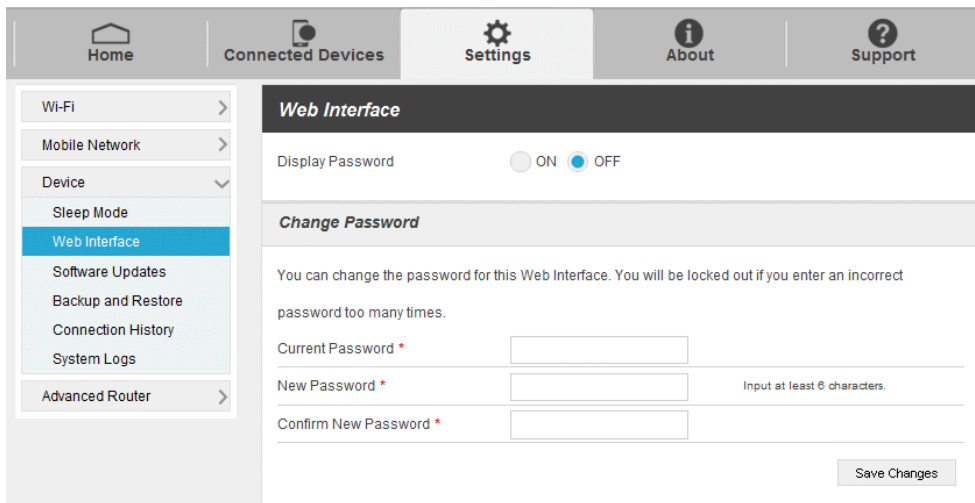 Home
Connected Devices
Settings
About
Support
Wi-Fi
Mobile Network
Device
Sleep Mode
Web Interface
Software Updates
Backup and Restore
Connection History
System Logs
Advanced Router
Web Interface
Display Password ON OFF
Change Password
You can change the password for this Web Interface. You will be locked out if you enter an incorrect
password too many times.
Current Password *
New Password * Input at least 6 characters.
Confirm New Password *
Save Changes